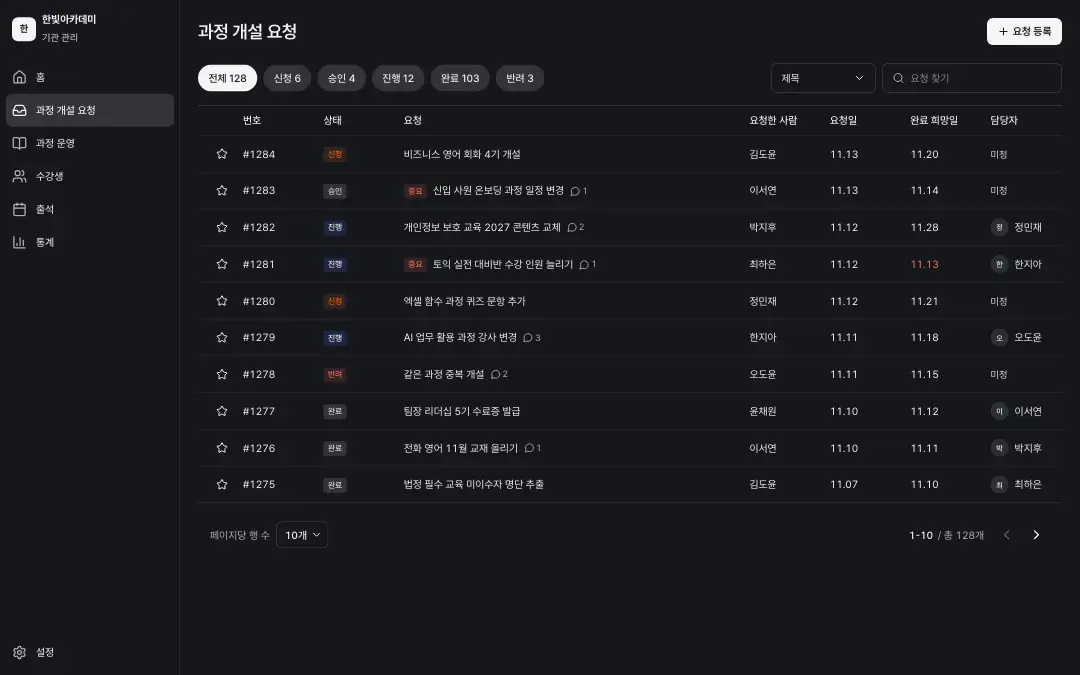 한 한빛아카데미
기관 관리
홈
과정 개설 요청
과정 운영
수강생
출석
통계
설정
과정 개설 요청
+ 요청 등록
전체 128 신청 6 승인 4 진행 12 완료 103 반려 3
제목 요청 찾기
번호 상태 요청 요청한 사람 요청일 완료 희망일 담당자
#1284 신청 비즈니스 영어 회화 4기 개설 김도윤 11.13 11.20 미정
#1283 승인 중요 신입 사원 온보딩 과정 일정 변경 1 이서연 11.13 11.14 미정
#1282 진행 개인정보 보호 교육 2027 콘텐츠 교체 2 박지후 11.12 11.28 정 정민재
#1281 진행 중요 토익 실전 대비반 수강 인원 늘리기 1 최하은 11.12 11.13 한 한지아
#1280 신청 엑셀 함수 과정 퀴즈 문항 추가 정민재 11.12 11.21 미정
#1279 진행 AI 업무 활용 과정 강사 변경 3 한지아 11.11 11.18 오 오도윤
#1278 반려 같은 과정 중복 개설 2 오도윤 11.11 11.15 미정
#1277 완료 팀장 리더십 5기 수료증 발급 윤채원 11.10 11.12 이 이서연
#1276 완료 전화 영어 11월 교재 올리기 1 이서연 11.10 11.11 박 박지후
#1275 완료 법정 필수 교육 미이수자 명단 추출 김도윤 11.07 11.10 최 최하은
페이지당 행 수 10개 1-10 / 총 128개